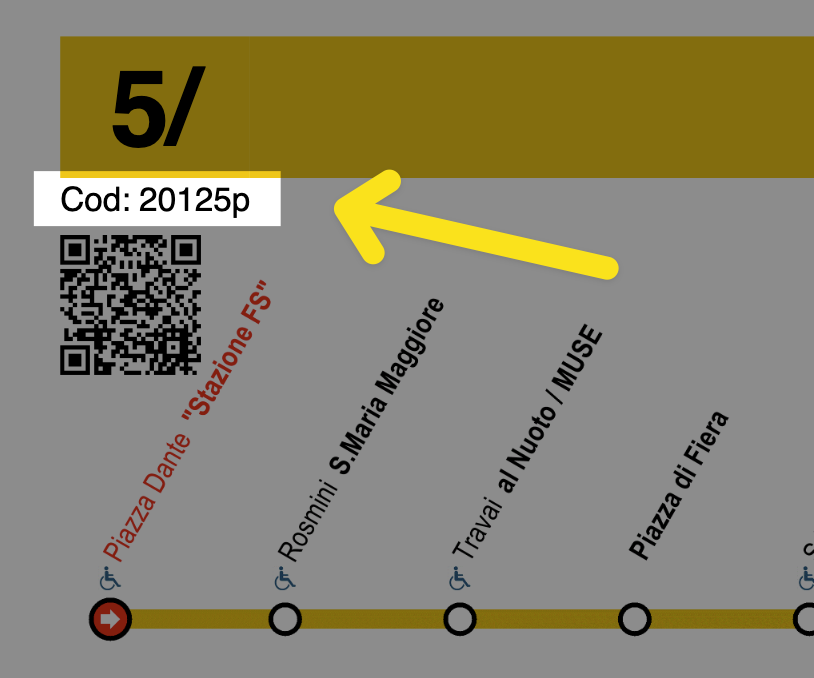 5/
Cod: 20125p
Piazza Dante "Stazione FS"
Rosmini S.Maria Maggiore
Travai al Nuoto / MUSE
Piazza di Fiera